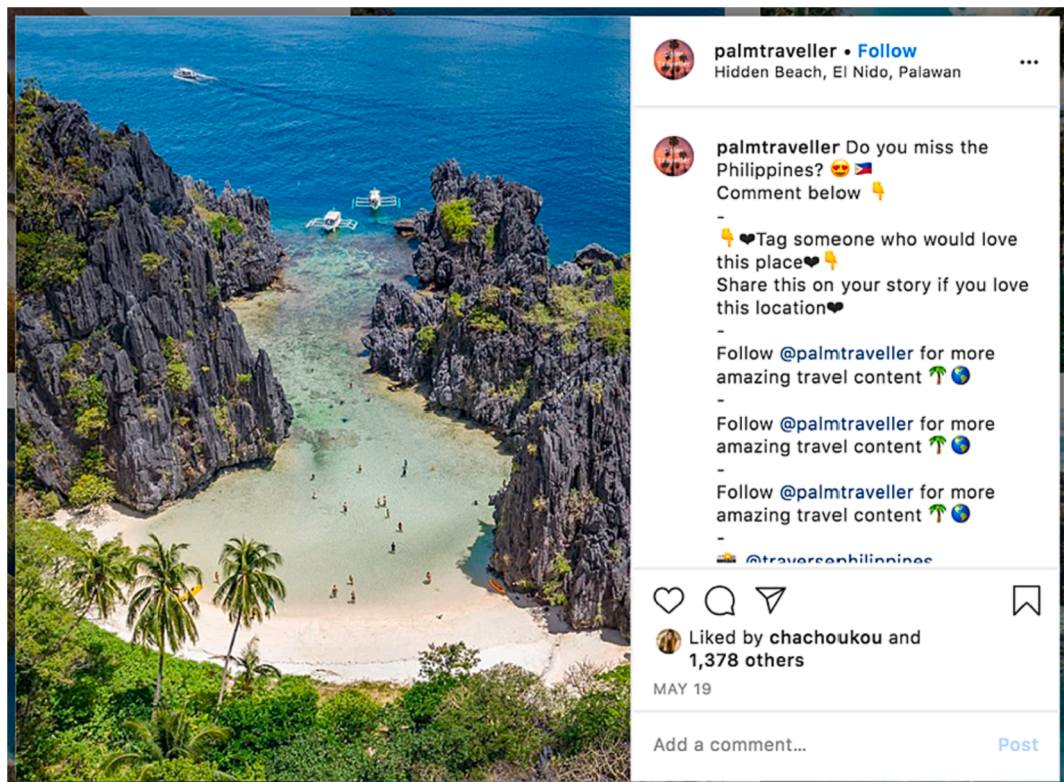 palmtraveller • Follow
Hidden Beach, El Nido, Palawan
palmtraveller Do you miss the
Philippines? 😍🇵🇭
Comment below 👇
-
👇❤Tag someone who would love
this place❤👇
Share this on your story if you love
this location❤
-
Follow @palmtraveller for more
amazing travel content 🌴🌎
-
Follow @palmtraveller for more
amazing travel content 🌴🌎
-
Follow @palmtraveller for more
amazing travel content 🌴🌎
-
📸 @traversephilippines
Liked by chachoukou and
1,378 others
MAY 19
Add a comment...
Post